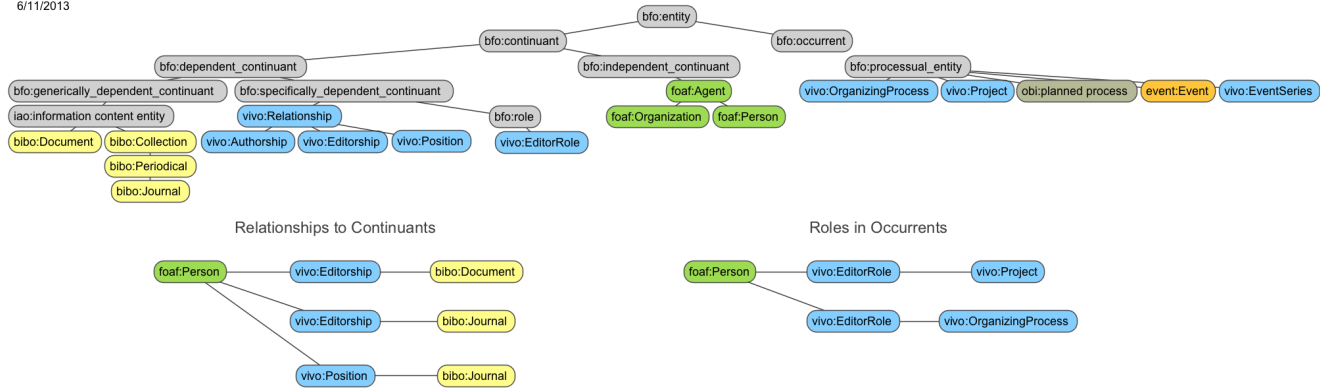 6/11/2013
bfo:entity
bfo:continuant
bfo:occurrent
bfo:dependent_continuant
bfo:independent_continuant
bfo:processual_entity
bfo:generically_dependent_continuant
bfo:specifically_dependent_continuant
foaf:Agent
vivo:OrganizingProcess
vivo:Project
obi:planned process
event:Event
vivo:EventSeries
iao:information content entity
vivo:Relationship
bfo:role
foaf:Organization
foaf:Person
bibo:Document
bibo:Collection
vivo:Authorship
vivo:Editorship
vivo:Position
vivo:EditorRole
bibo:Periodical
bibo:Journal
Relationships to Continuants
Roles in Occurrents
foaf:Person
vivo:Editorship
bibo:Document
foaf:Person
vivo:EditorRole
vivo:Project
vivo:Editorship
bibo:Journal
vivo:EditorRole
vivo:OrganizingProcess
vivo:Position
bibo:Journal